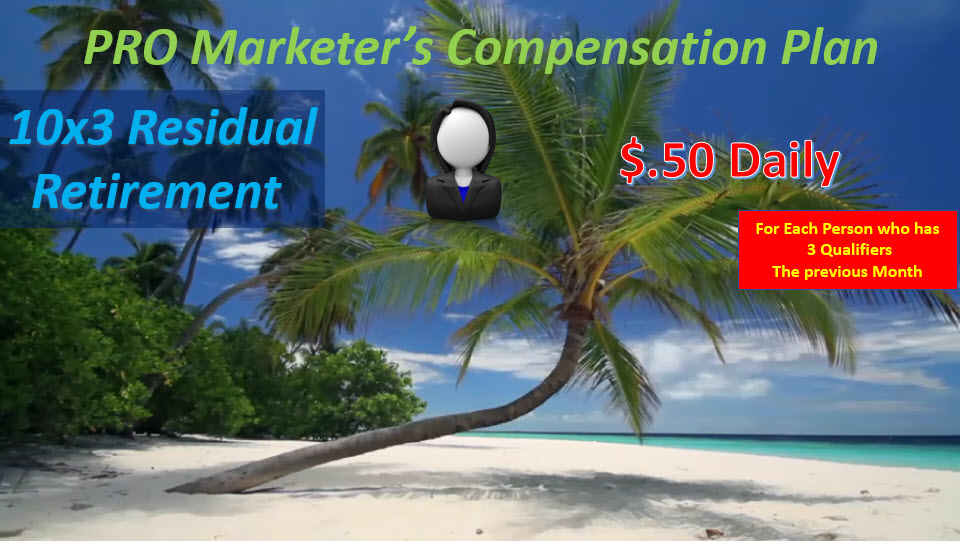 PRO Marketer’s Compensation Plan
10x3 Residual
Retirement
$.50 Daily
For Each Person who has
3 Qualifiers
The previous Month